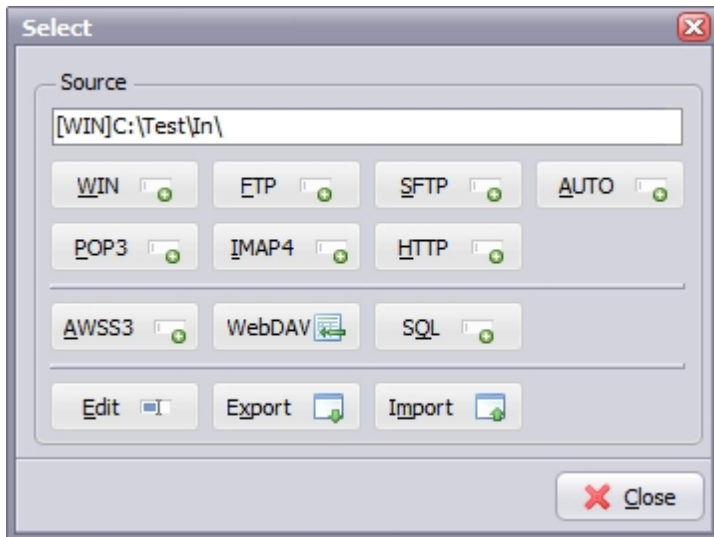 Select
Source
[WIN]C:\Test\In\
WIN FTP SFTP AUTO
POP3 IMAP4 HTTP
AWSS3 WebDAV SQL
Edit Export Import
Close